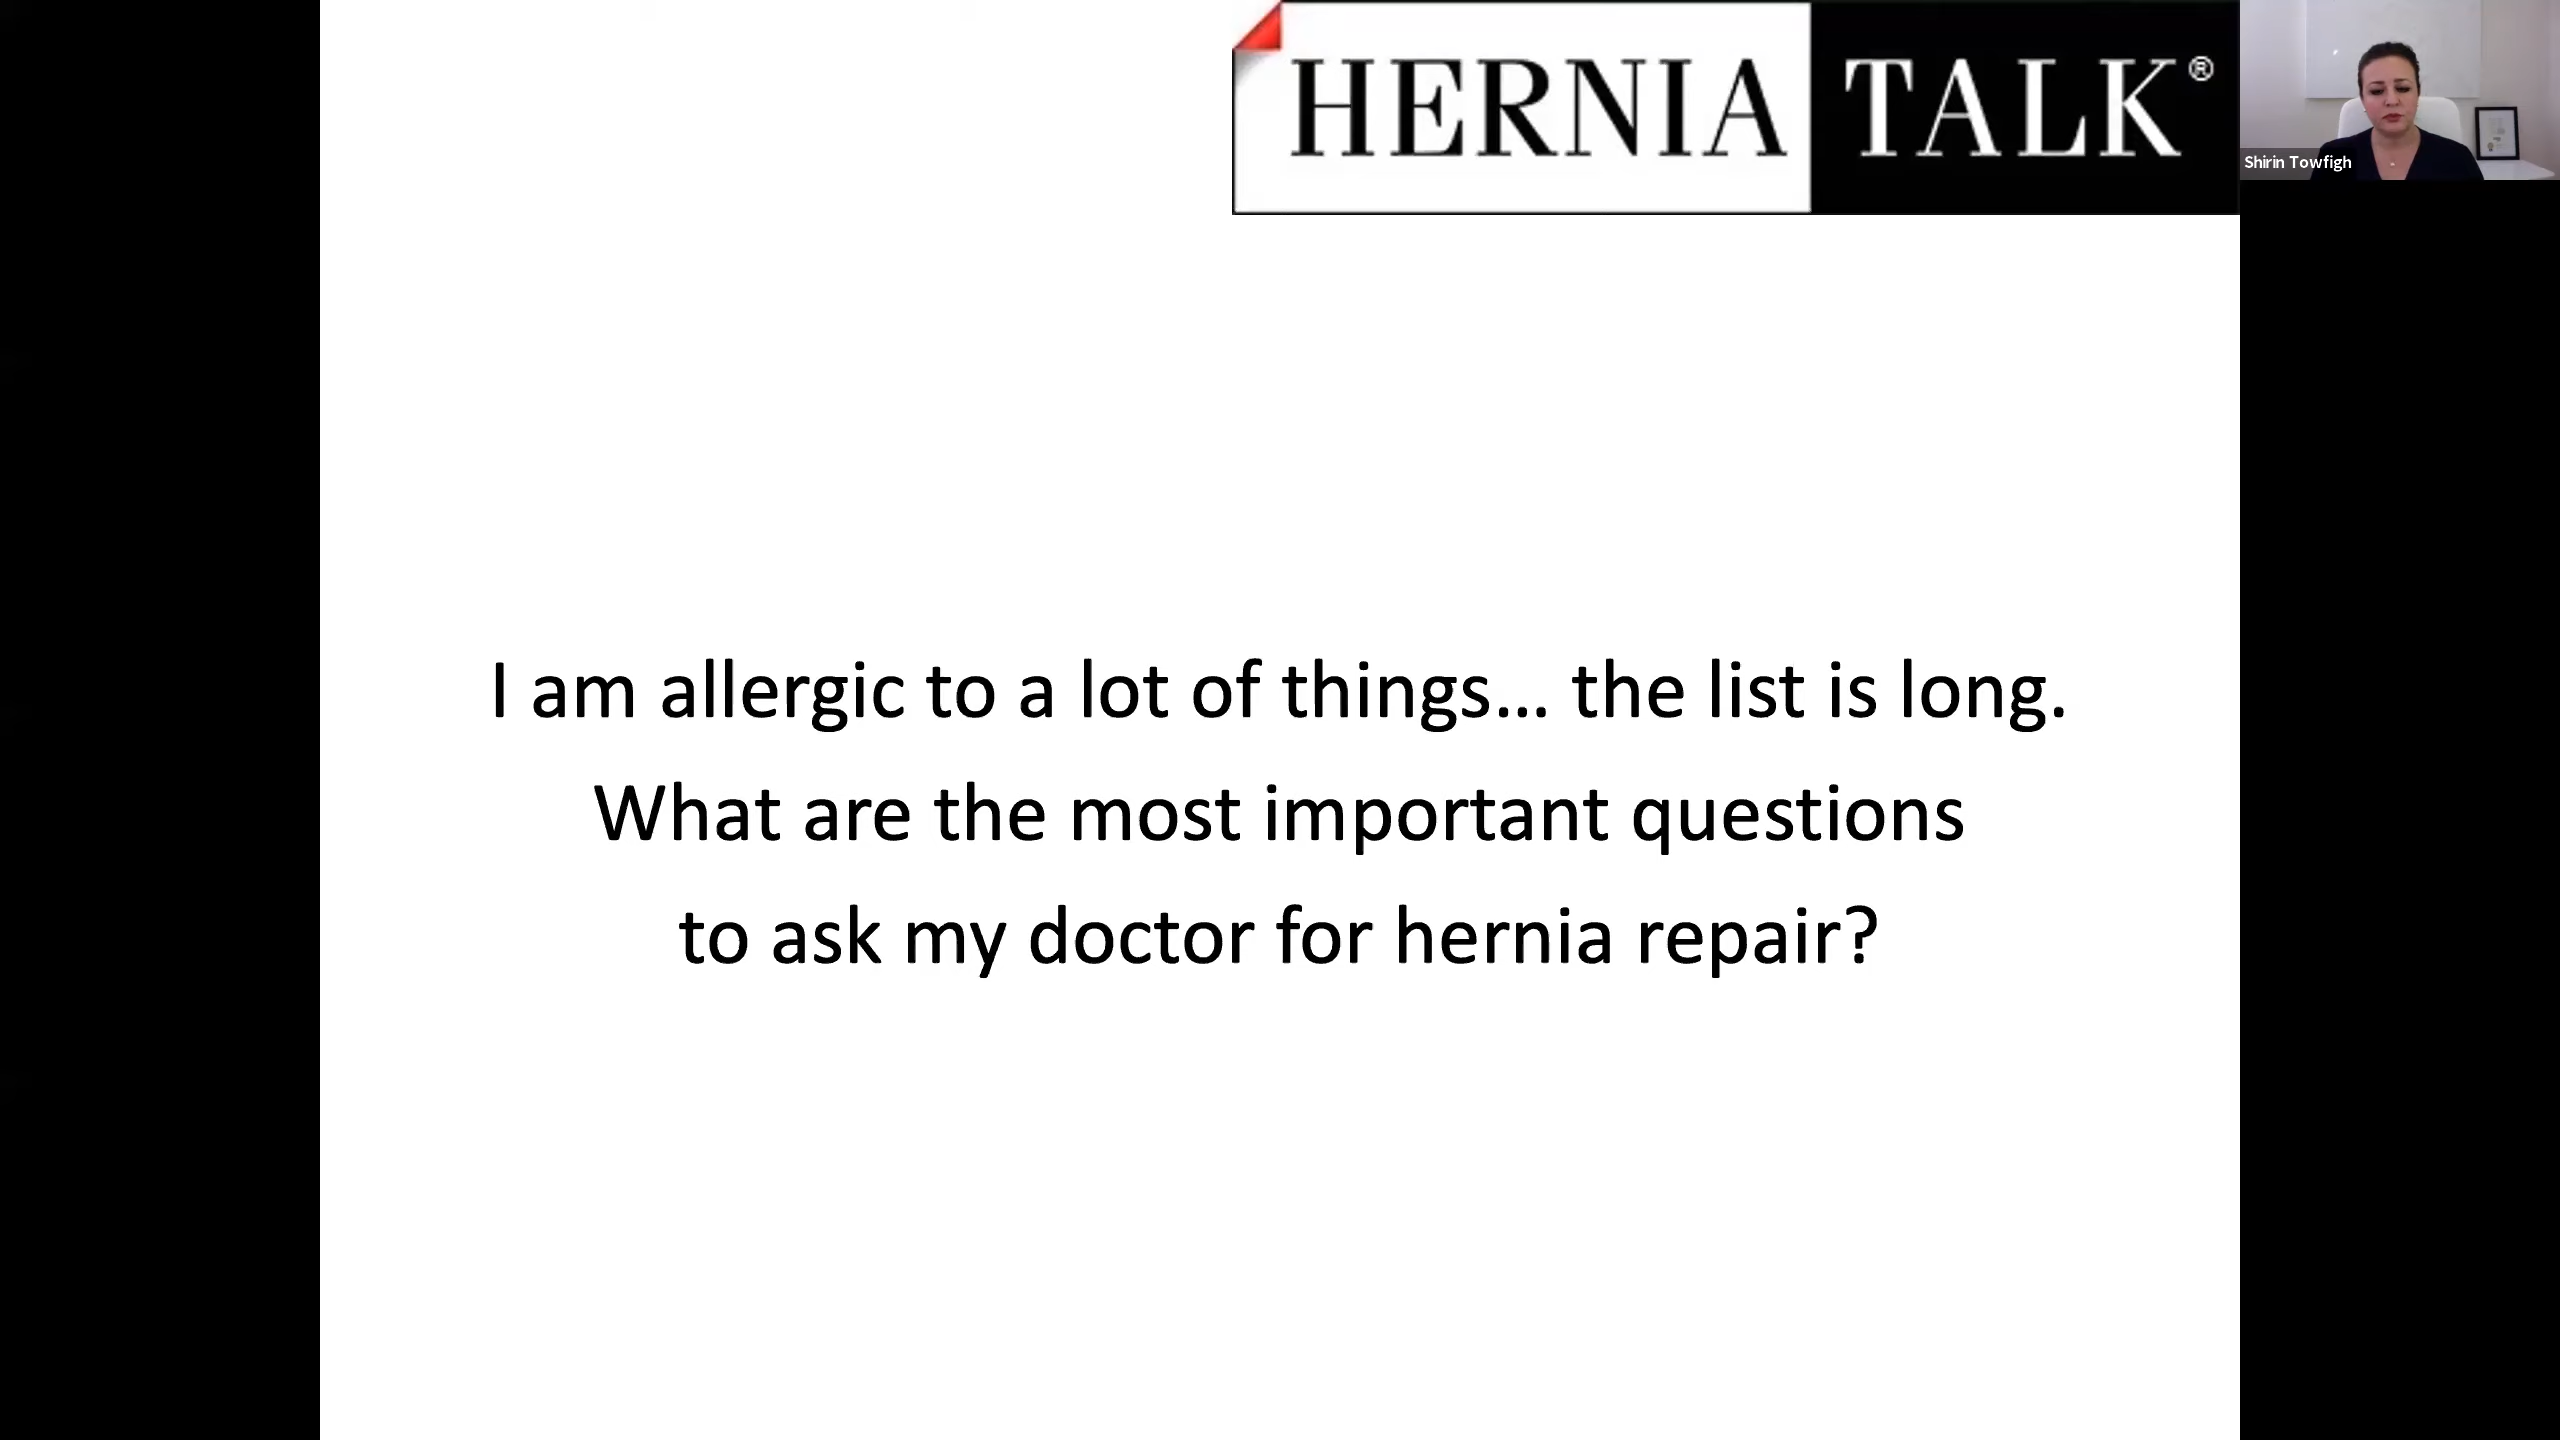 HERNIA TALK®
Shirin Towfigh
I am allergic to a lot of things... the list is long.
What are the most important questions
to ask my doctor for hernia repair?